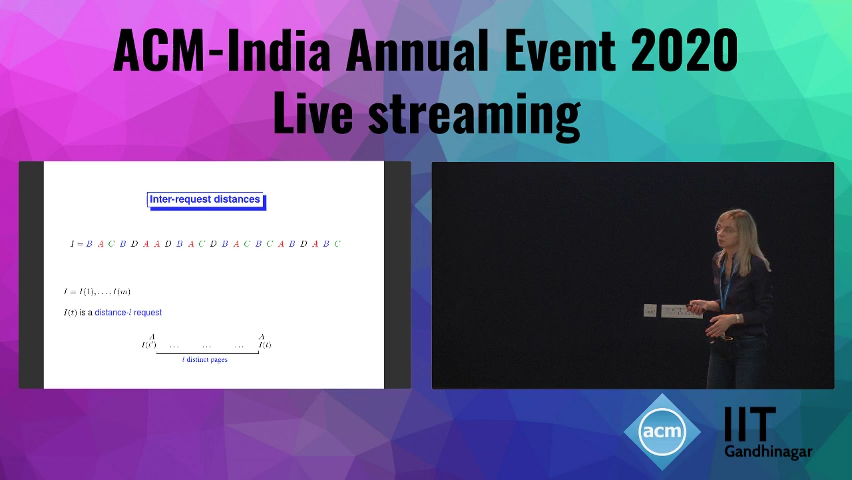 ACM-India Annual Event 2020
Live streaming
Inter-request distances
I = B A C B D A A D B A C D B A C B C A B D A B C
I = I(1), . . . , I(m)
I(t) is a distance-l request
A A
I(t') ... ... ... I(t)
l distinct pages
acm
IIT
Gandhinagar